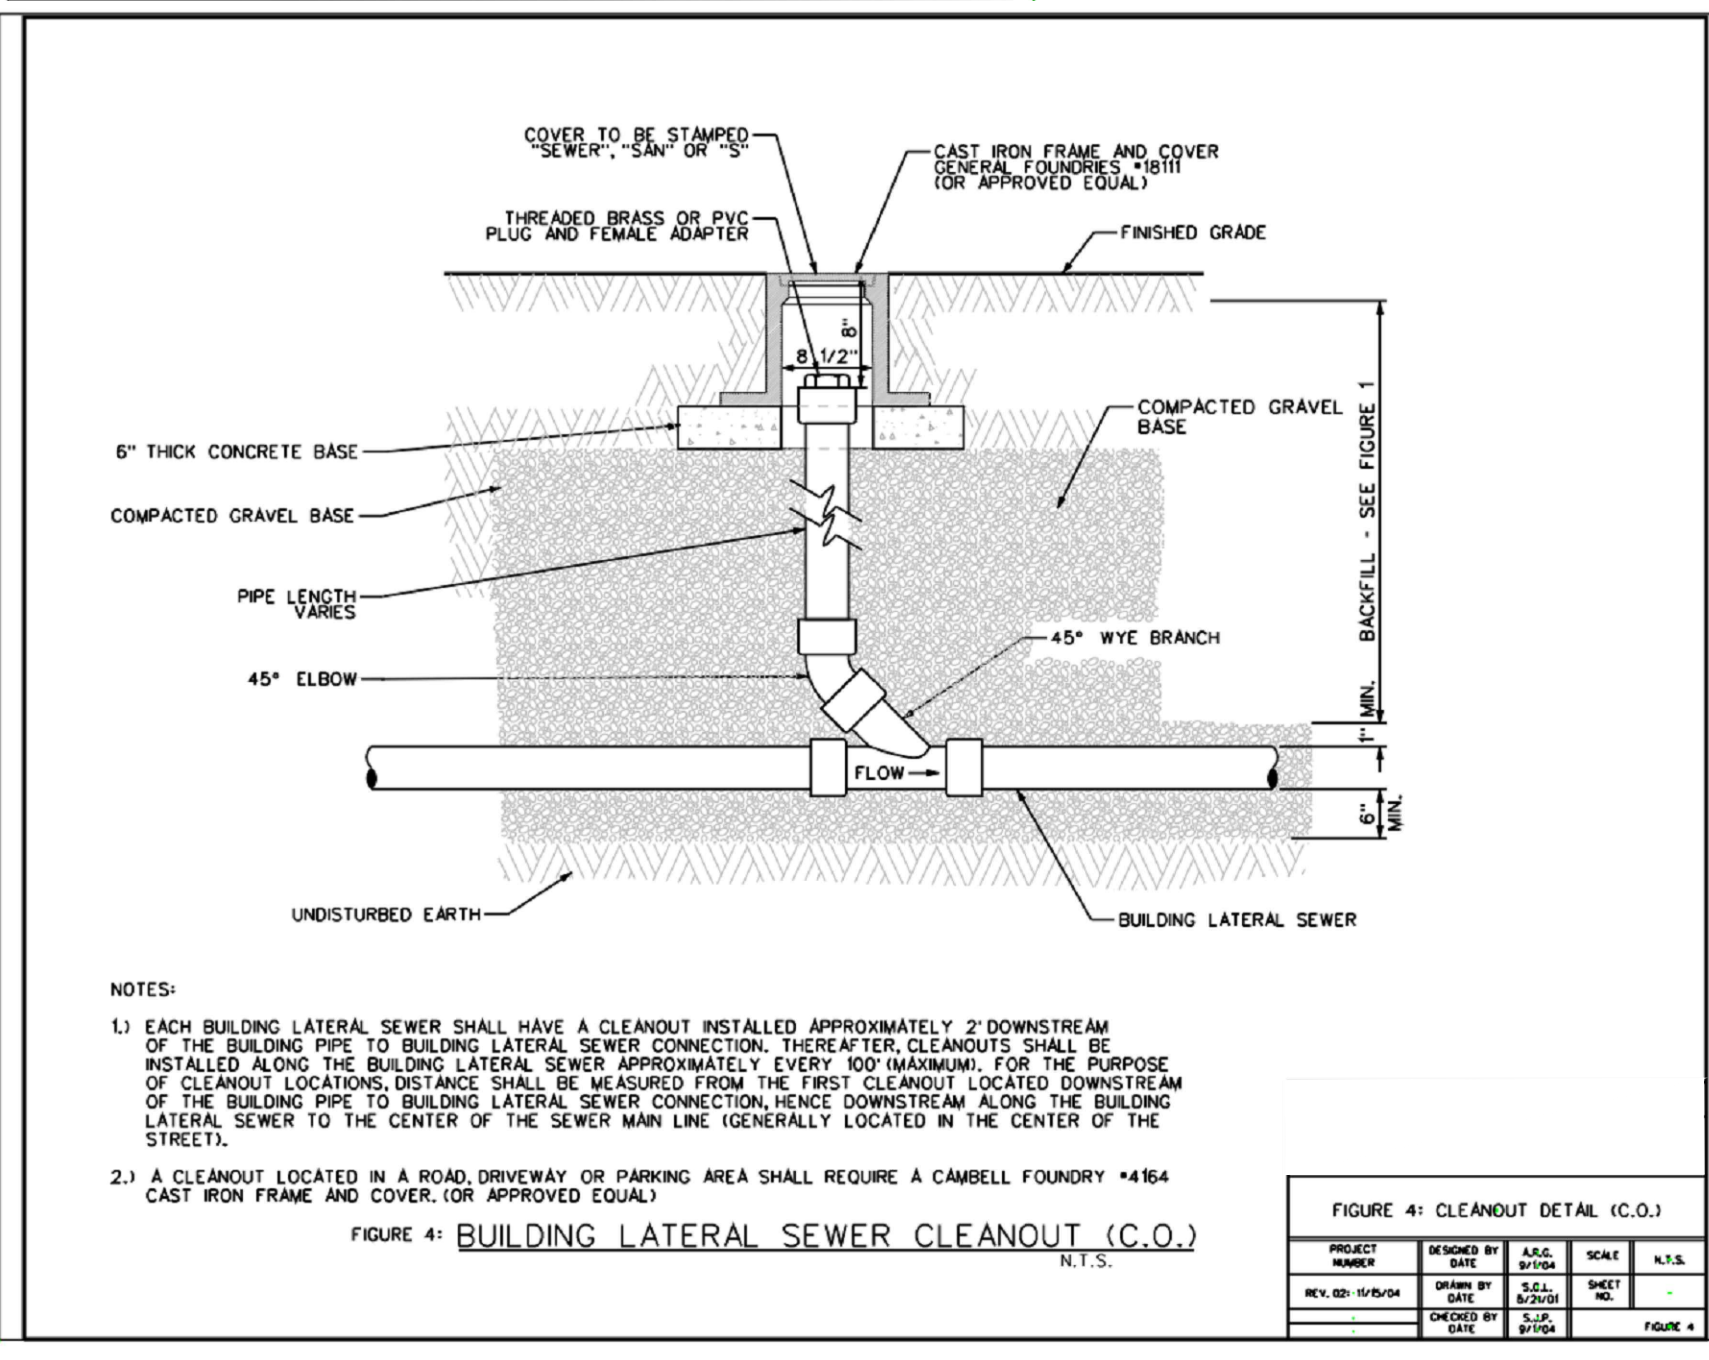 COVER TO BE STAMPED
"SEWER", "SAN" OR "S"
CAST IRON FRAME AND COVER
GENERAL FOUNDRIES #18111
(OR APPROVED EQUAL)
THREADED BRASS OR PVC
PLUG AND FEMALE ADAPTER
FINISHED GRADE
8"
8 1/2"
COMPACTED GRAVEL
BASE
6" THICK CONCRETE BASE
COMPACTED GRAVEL BASE
BACKFILL - SEE FIGURE 1
PIPE LENGTH
VARIES
45° WYE BRANCH
45° ELBOW
1" MIN.
FLOW
6"
MIN.
UNDISTURBED EARTH
BUILDING LATERAL SEWER
NOTES:
1.) EACH BUILDING LATERAL SEWER SHALL HAVE A CLEANOUT INSTALLED APPROXIMATELY 2' DOWNSTREAM
OF THE BUILDING PIPE TO BUILDING LATERAL SEWER CONNECTION. THEREAFTER, CLEANOUTS SHALL BE
INSTALLED ALONG THE BUILDING LATERAL SEWER APPROXIMATELY EVERY 100' (MAXIMUM). FOR THE PURPOSE
OF CLEANOUT LOCATIONS, DISTANCE SHALL BE MEASURED FROM THE FIRST CLEANOUT LOCATED DOWNSTREAM
OF THE BUILDING PIPE TO BUILDING LATERAL SEWER CONNECTION, HENCE DOWNSTREAM ALONG THE BUILDING
LATERAL SEWER TO THE CENTER OF THE SEWER MAIN LINE (GENERALLY LOCATED IN THE CENTER OF THE
STREET).
2.) A CLEANOUT LOCATED IN A ROAD, DRIVEWAY OR PARKING AREA SHALL REQUIRE A CAMBELL FOUNDRY #4164
CAST IRON FRAME AND COVER. (OR APPROVED EQUAL)
FIGURE 4: BUILDING LATERAL SEWER CLEANOUT (C.O.)
N.T.S.
FIGURE 4: CLEANOUT DETAIL (C.O.)
PROJECT
NUMBER
DESIGNED BY
DATE
A.R.G.
9/1/04
SCALE
N.T.S.
REV. 02: 11/15/04
DRAWN BY
DATE
S.C.L.
8/21/01
SHEET
NO.
-
CHECKED BY
DATE
S.J.P.
9/1/04
FIGURE 4